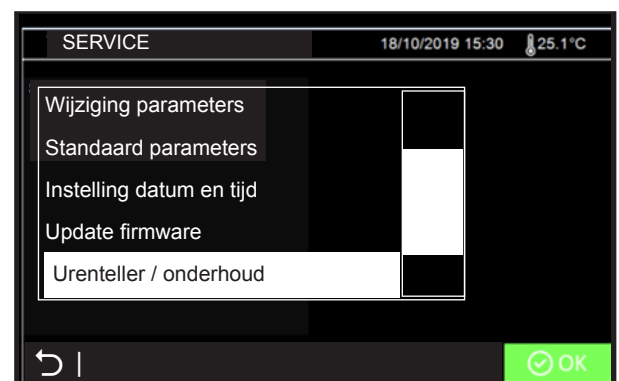 SERVICE 18/10/2019 15:30 25.1°C
Wijziging parameters
Standaard parameters
Instelling datum en tijd
Update firmware
Urenteller / onderhoud
OK